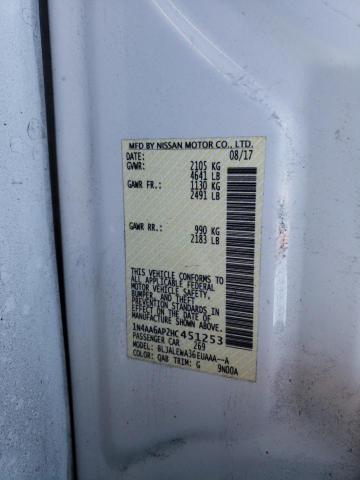 MFD BY NISSAN MOTOR CO., LTD.
DATE: 08/17
GVWR: 2105 KG
4641 LB
GAWR FR.: 1130 KG
2491 LB
GAWR RR.: 990 KG
2183 LB
THIS VEHICLE CONFORMS TO ALL
APPLICABLE FEDERAL MOTOR
VEHICLE SAFETY,
BUMPER, AND THEFT PREVENTION
STANDARDS IN EFFECT ON THE DATE
OF MANUFACTURE SHOWN ABOVE.
1N4AA6AP2HC451253
PASSENGER CAR 269
MODEL: BLJALEWA36EUAAA--A
COLOR: QAB TRIM: G 9N00A